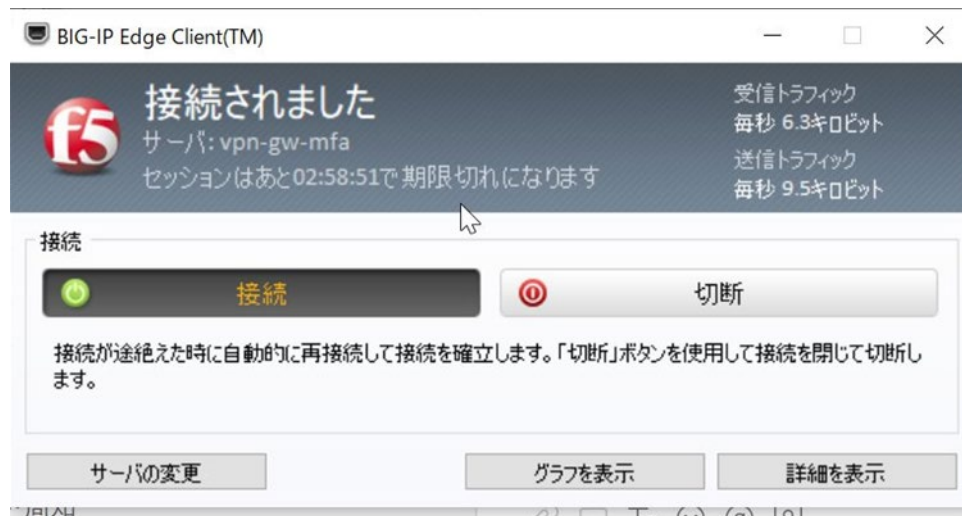 BIG-IP Edge Client(TM)
f5
接続されました
サーバ: vpn-gw-mfa
セッションはあと02:58:51で期限切れになります
受信トラフィック
毎秒 6.3キロビット
送信トラフィック
毎秒 9.5キロビット
接続
接続
切断
接続が途絶えた時に自動的に再接続して接続を確立します。「切断」ボタンを使用して接続を閉じて切断し
ます。
サーバの変更
グラフを表示
詳細を表示